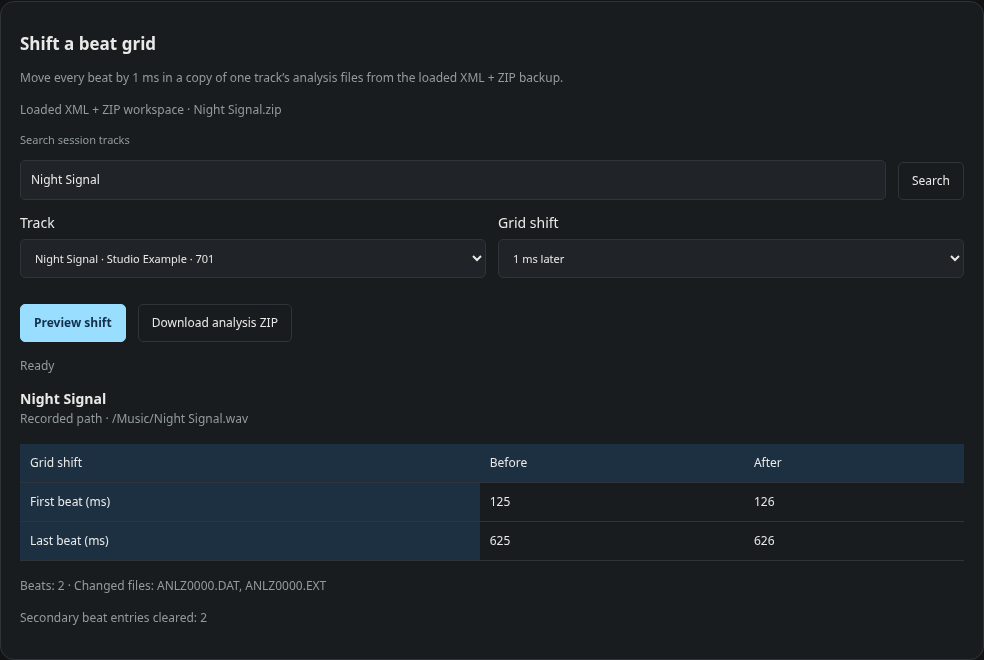 Shift a beat grid
Move every beat by 1 ms in a copy of one track’s analysis files from the loaded XML + ZIP backup.
Loaded XML + ZIP workspace · Night Signal.zip
Search session tracks
Night Signal Search
Track Grid shift
Night Signal · Studio Example · 701 1 ms later
Preview shift Download analysis ZIP
Ready
Night Signal
Recorded path · /Music/Night Signal.wav
Grid shift Before After
First beat (ms) 125 126
Last beat (ms) 625 626
Beats: 2 · Changed files: ANLZ0000.DAT, ANLZ0000.EXT
Secondary beat entries cleared: 2